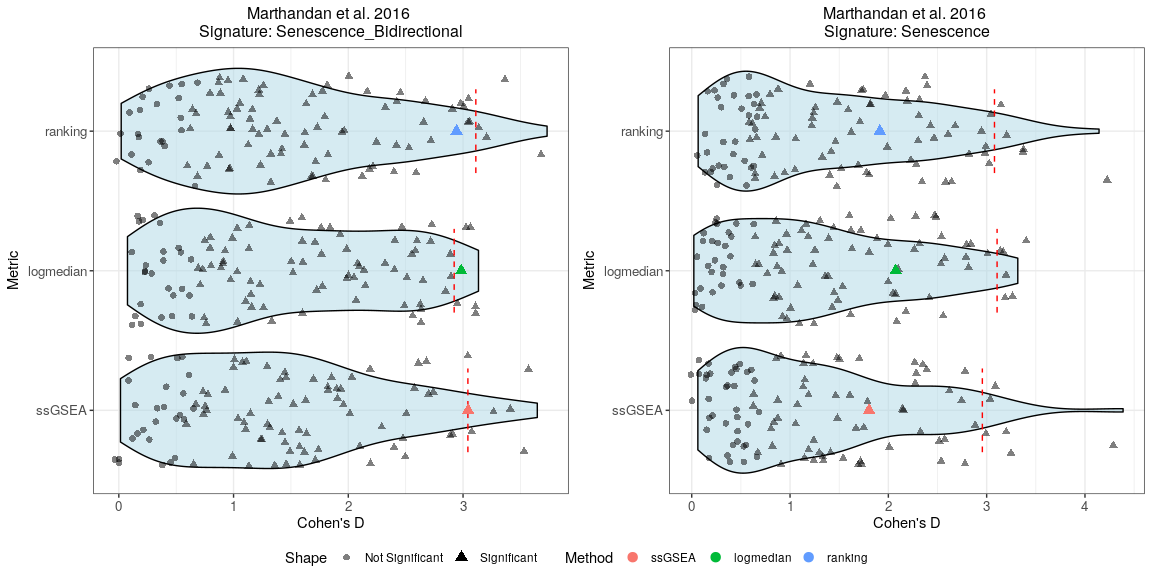 Marthandan et al. 2016
Signature: Senescence_Bidirectional
Metric
ranking
logmedian
ssGSEA
0 1 2 3
Cohen's D
Marthandan et al. 2016
Signature: Senescence
Metric
ranking
logmedian
ssGSEA
0 1 2 3 4
Cohen's D
Shape Not Significant Significant Method ssGSEA logmedian ranking